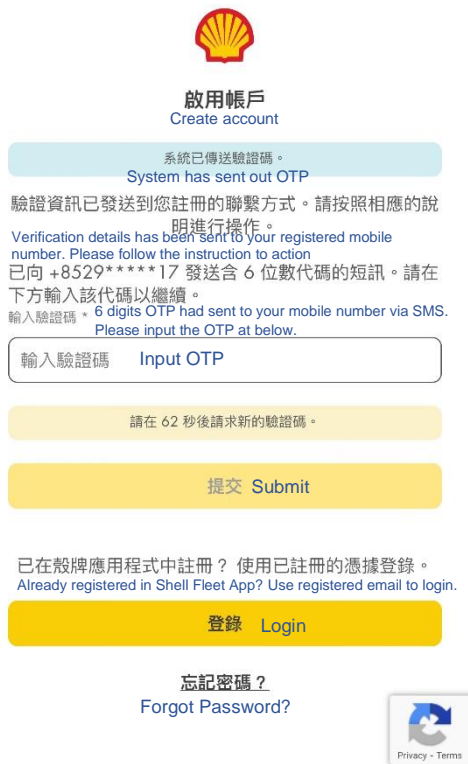 啟用帳戶
Create account
系統已傳送驗證碼。
System has sent out OTP
驗證資訊已發送到您註冊的聯繫方式。請按照相應的說
明進行操作。
Verification details has been sent to your registered mobile
number. Please follow the instruction to action
已向 +8529*****17 發送含 6 位數代碼的短訊。請在
下方輸入該代碼以繼續。
輸入驗證碼 *
6 digits OTP had sent to your mobile number via SMS.
Please input the OTP at below.
輸入驗證碼 Input OTP
請在 62 秒後請求新的驗證碼。
提交 Submit
已在殼牌應用程式中註冊？ 使用已註冊的憑據登錄。
Already registered in Shell Fleet App? Use registered email to login.
登錄 Login
忘記密碼？
Forgot Password?
Privacy - Terms